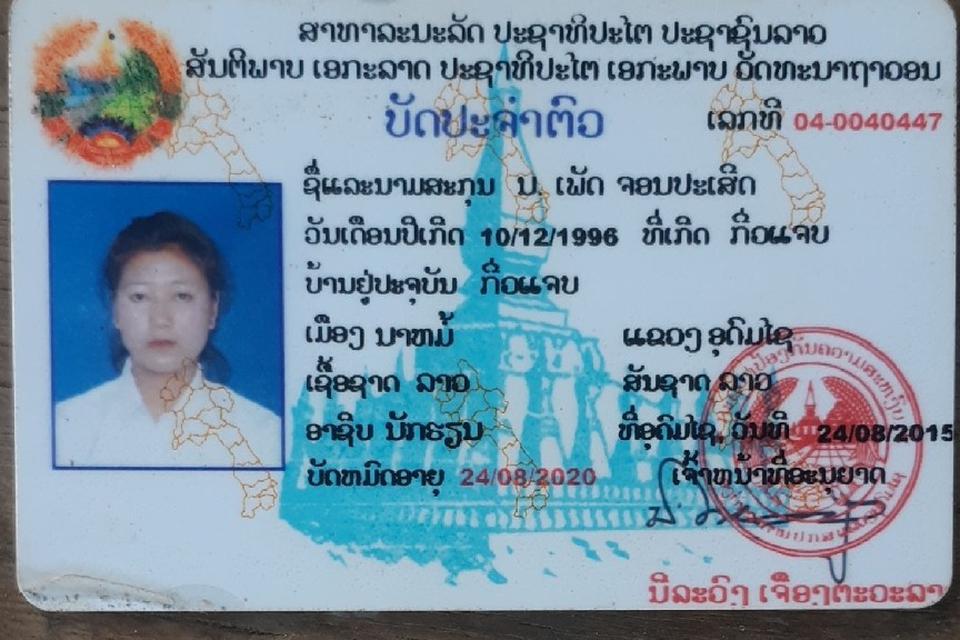 ສາທາລະນະລັດ ປະຊາທິປະໄຕ ປະຊາຊົນລາວ
ສັນຕິພາບ ເອກະລາດ ປະຊາທິປະໄຕ ເອກະພາບ ວັດທະນາຖາວອນ
ບັດປະຈຳຕົວ
ເລກທີ 04-0040447
ຊື່ແລະນາມສະກຸນ ນ. ເພັດ ຈອນປະເສີດ
ວັນເດືອນປີເກີດ 10/12/1996 ທີ່ເກີດ ກິ່ວແຈບ
ບ້ານຢູ່ປະຈຸບັນ ກິ່ວແຈບ
ເມືອງ ນາຫມໍ້ ແຂວງ ອຸດົມໄຊ
ເຊື້ອຊາດ ລາວ ສັນຊາດ ລາວ
ອາຊີບ ນັກຮຽນ ທີ່ອຸດົມໄຊ, ວັນທີ 24/08/2015
ບັດຫມົດອາຍຸ 24/08/2020 ເຈົ້າຫນ້າທີ່ອະນຸຍາດ
ນິລະວົງ ເຈືອງຕະວະລາ